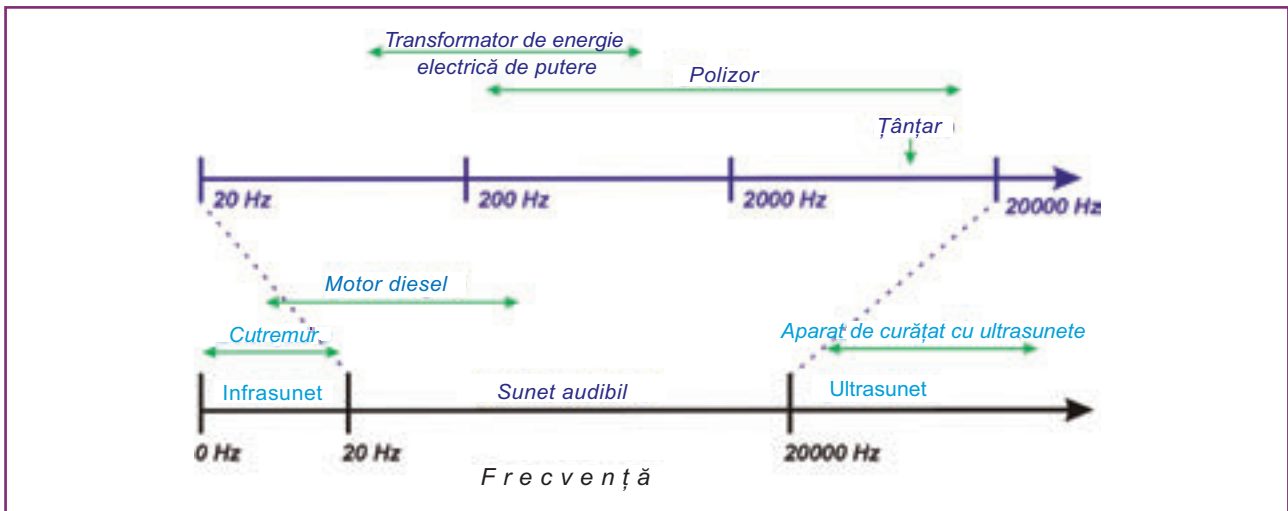 Transformator de energie
electrică de putere
Polizor
Țânțar
20 Hz
200 Hz
2000 Hz
20000 Hz
Motor diesel
Cutremur
Aparat de curățat cu ultrasunete
Infrasunet
Sunet audibil
Ultrasunet
0 Hz
20 Hz
20000 Hz
Frecvență